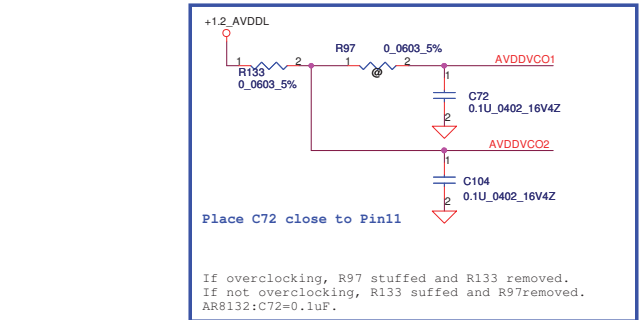 +1.2_AVDDL
R97 0_0603_5%
1 2 1 2 AVDDVCO1
R133 @ 1
0_0603_5%
C72
0.1U_0402_16V4Z
2
AVDDVCO2
1
C104
0.1U_0402_16V4Z
2
Place C72 close to Pin11
If overclocking, R97 stuffed and R133 removed.
If not overclocking, R133 suffed and R97removed.
AR8132:C72=0.1uF.